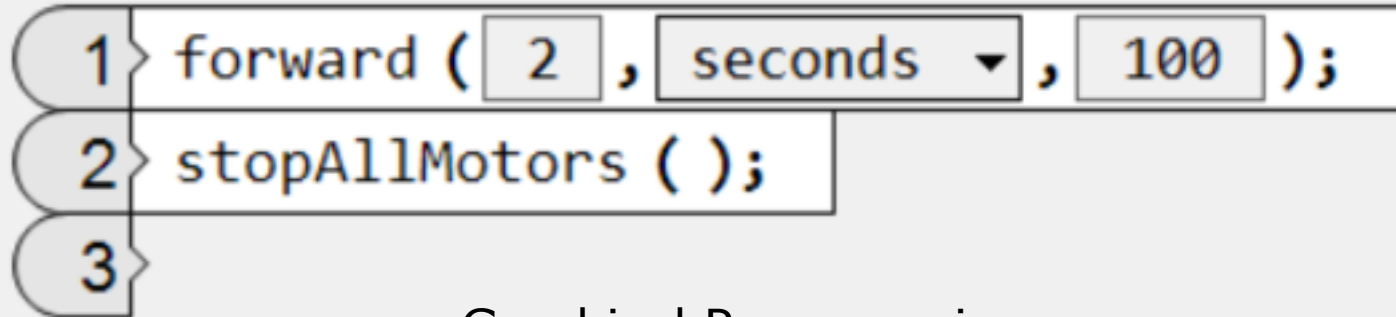 1 forward ( 2 , seconds , 100 );
2 stopAllMotors ( );
3